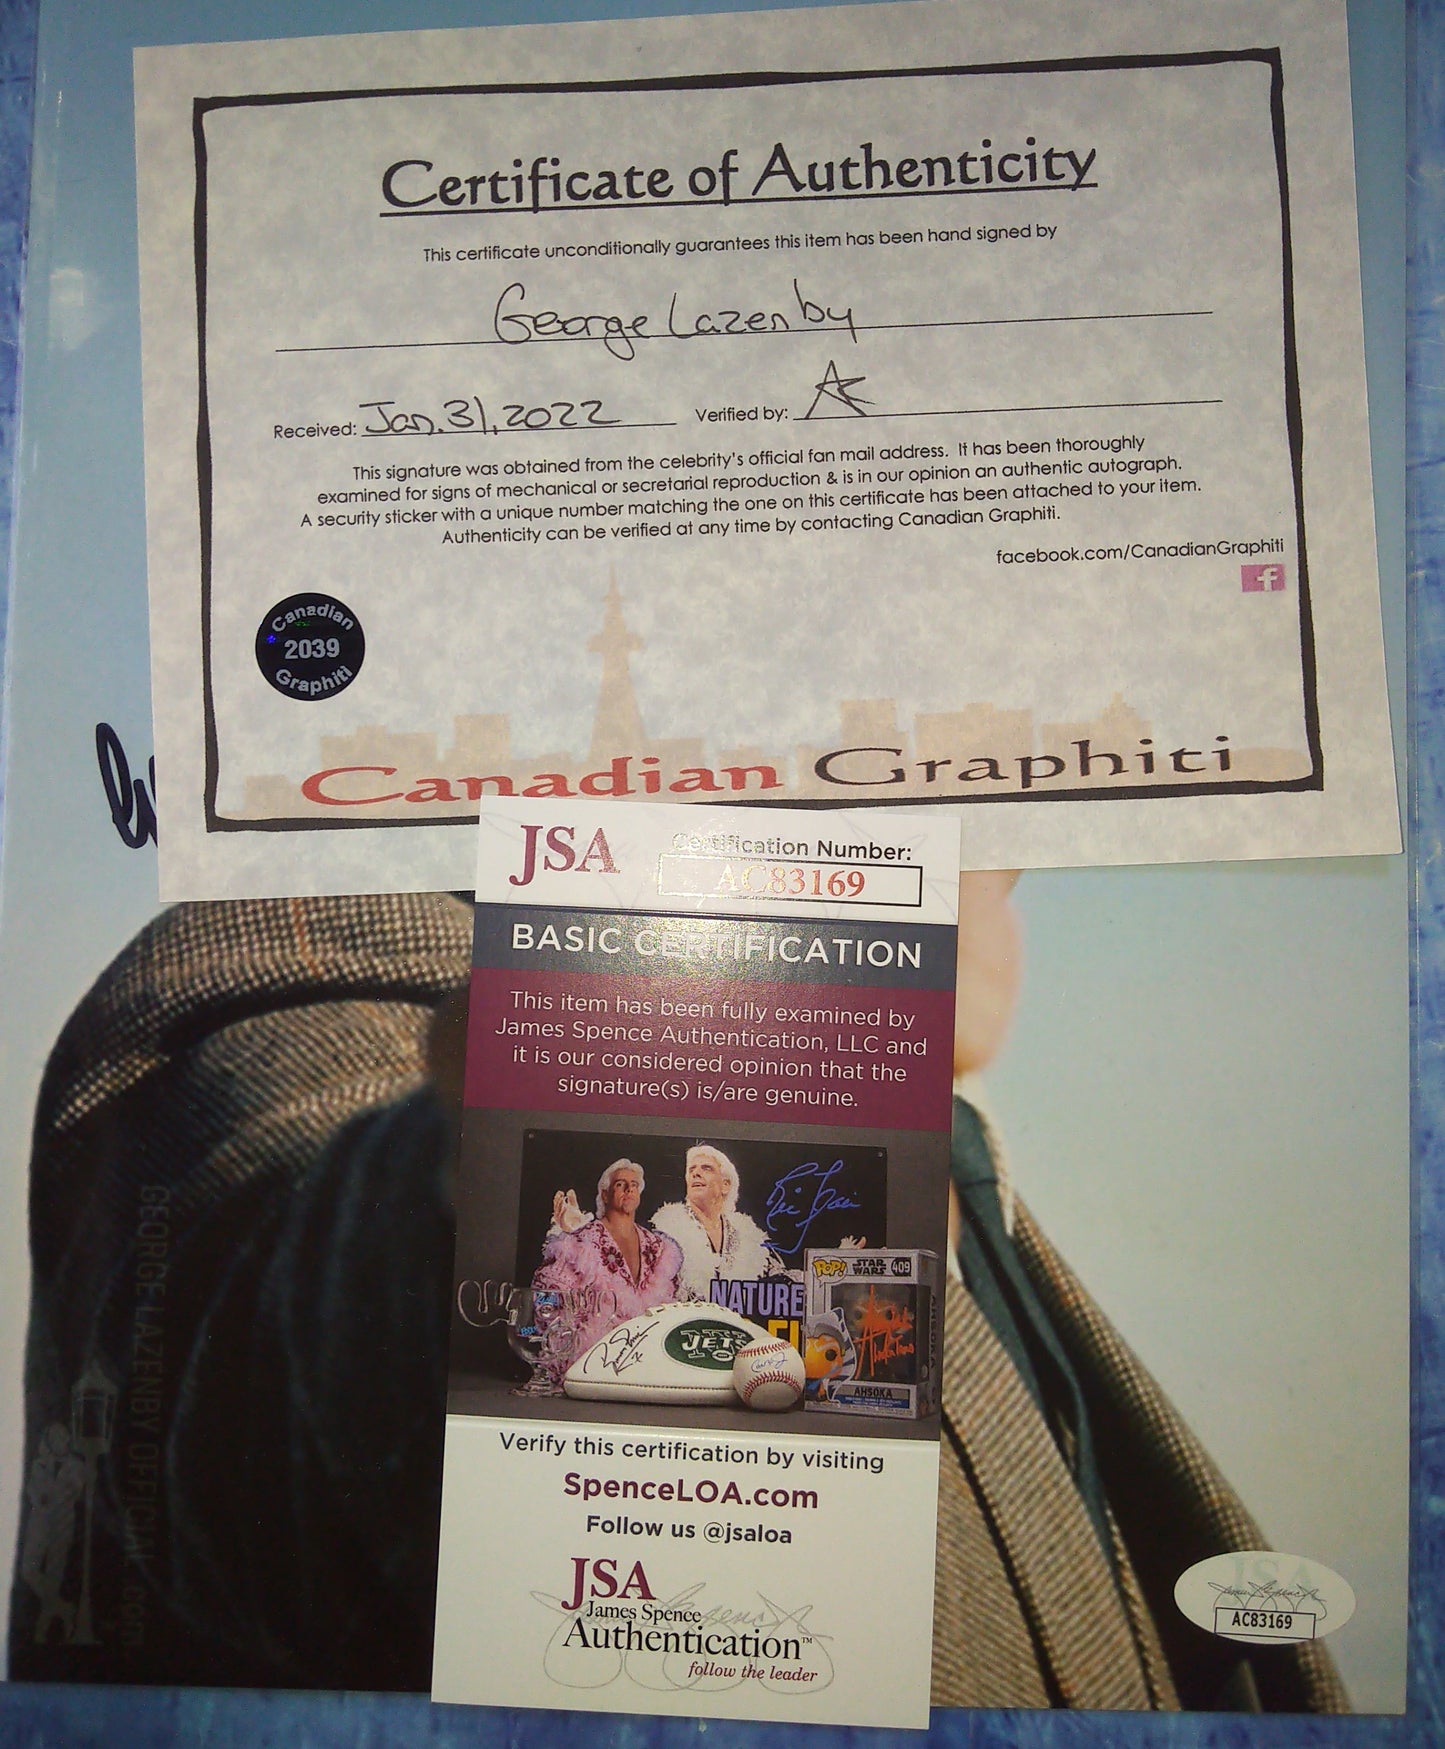 Certificate of Authenticity
This certificate unconditionally guarantees this item has been hand signed by
George Lazenby
Received: Jan. 31, 2022 Verified by:
This signature was obtained from the celebrity's official fan mail address. It has been thoroughly
examined for signs of mechanical or secretarial reproduction & is in our opinion an authentic autograph.
A security sticker with a unique number matching the one on this certificate has been attached to your item.
Authenticity can be verified at any time by contacting Canadian Graphiti.
facebook.com/CanadianGraphiti
f
Canadian
2039
Graphiti
Canadian Graphiti
JSA
Certification Number:
AC83169
BASIC CERTIFICATION
This item has been fully examined by
James Spence Authentication, LLC and
it is our considered opinion that the
signature(s) is/are genuine.
Ric Flair
NATURE
POP! STAR WARS 409
JETS
AHSOKA
Verify this certification by visiting
SpenceLOA.com
Follow us @jsaloa
JSA
James Spence
Authentication™
follow the leader
GEORGE LAZENBY OFFICIAL.COM
JSA
AC83169